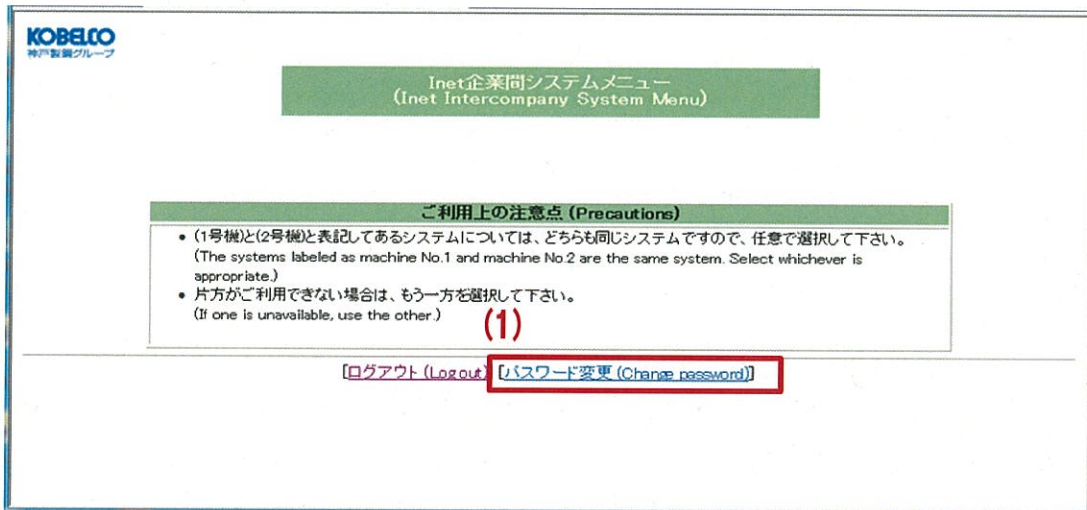 KOBELCO
神戸製鋼グループ
Inet企業間システムメニュー
(Inet Intercompany System Menu)
ご利用上の注意点 (Precautions)
• (1号機)と(2号機)と表記してあるシステムについては、どちらも同じシステムですので、任意で選択して下さい。
(The systems labeled as machine No.1 and machine No.2 are the same system. Select whichever is
appropriate.)
• 片方がご利用できない場合は、もう一方を選択して下さい。
(If one is unavailable, use the other.)
(1)
[ログアウト (Logout) [パスワード変更 (Change password)]